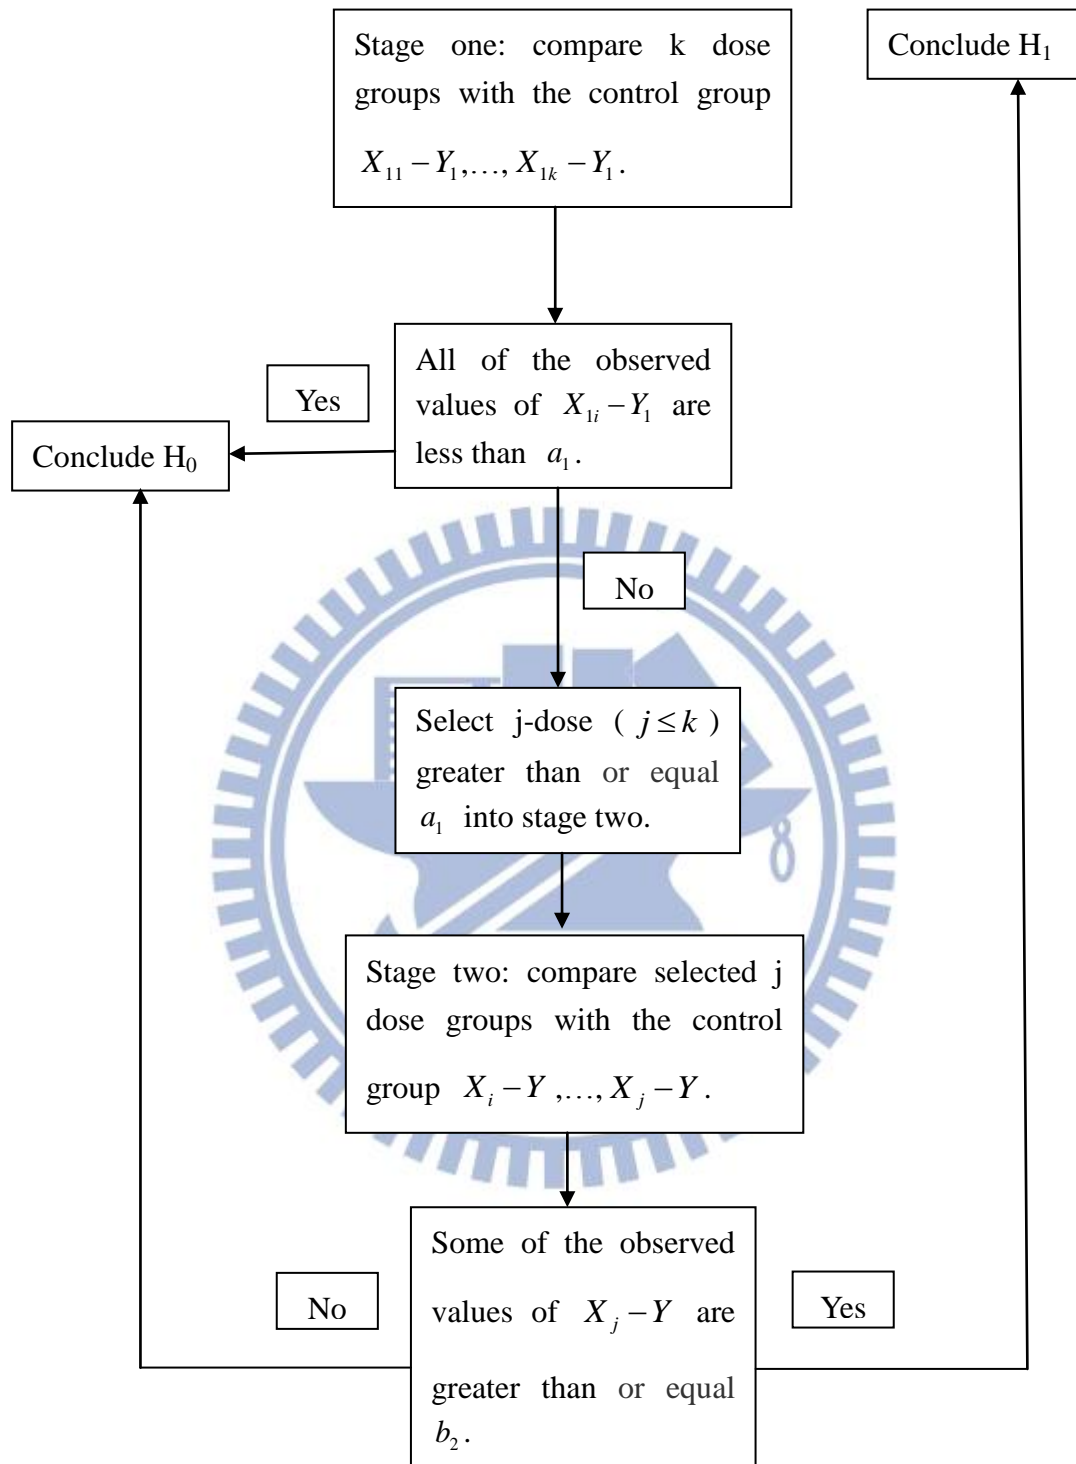 Stage one: compare k dose
groups with the control group
X₁₁ − Y₁,…, X₁ₖ − Y₁.
Conclude H₁
All of the observed
values of X₁ᵢ − Y₁ are
less than a₁.
Yes
Conclude H₀
No
Select j-dose ( j ≤ k )
greater than or equal
a₁ into stage two.
Stage two: compare selected j
dose groups with the control
group Xᵢ − Y ,…, Xⱼ − Y .
Some of the observed
values of Xⱼ − Y are
greater than or equal
b₂.
No
Yes